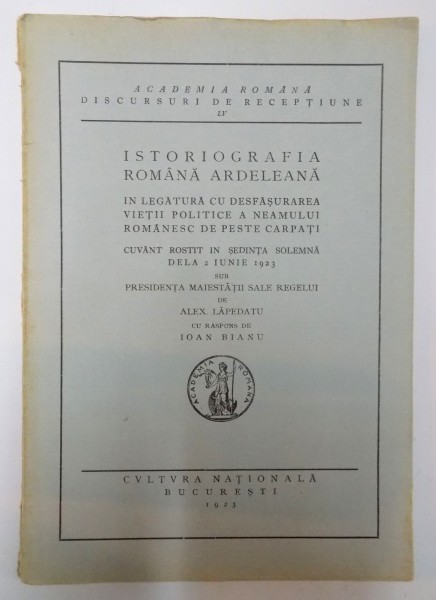 ACADEMIA ROMÂNĂ
DISCURSURI DE RECEPȚIUNE
LV
ISTORIOGRAFIA
ROMÂNĂ ARDELEANĂ
IN LEGĂTURĂ CU DESFĂȘURAREA
VIEȚII POLITICE A NEAMULUI
ROMÂNESC DE PESTE CARPAȚI
CUVÂNT ROSTIT IN ȘEDINȚA SOLEMNĂ
DELA 2 IUNIE 1923
SUB
PRESIDENȚA MAIESTĂȚII SALE REGELUI
DE
ALEX. LĂPEDATU
CU RĂSPUNS DE
IOAN BIANU
ACADEMIA ROMANA
CVLTVRA NAȚIONALĂ
BUCUREȘTI
1923